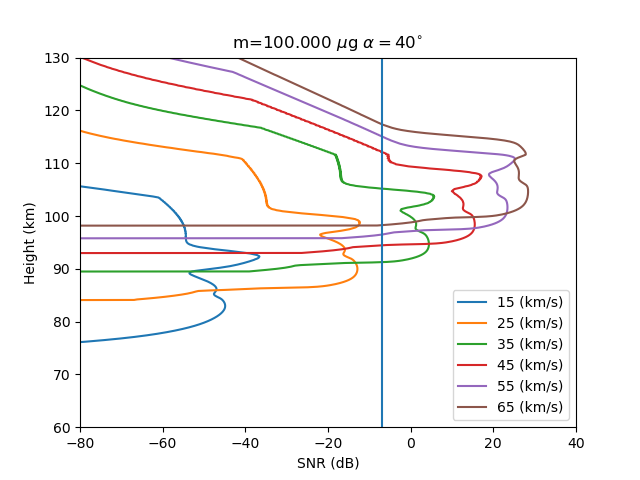 m=100.000 μg α = 40°
130
120
110
100
90
80
70
60
Height (km)
−80
−60
−40
−20
0
20
40
SNR (dB)
15 (km/s)
25 (km/s)
35 (km/s)
45 (km/s)
55 (km/s)
65 (km/s)